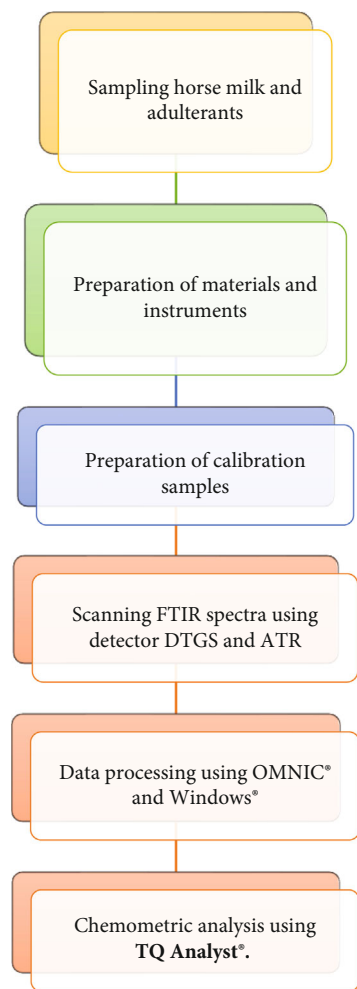 Sampling horse milk and
adulterants
Preparation of materials and
instruments
Preparation of calibration
samples
Scanning FTIR spectra using
detector DTGS and ATR
Data processing using OMNIC®
and Windows®
Chemometric analysis using
TQ Analyst®.